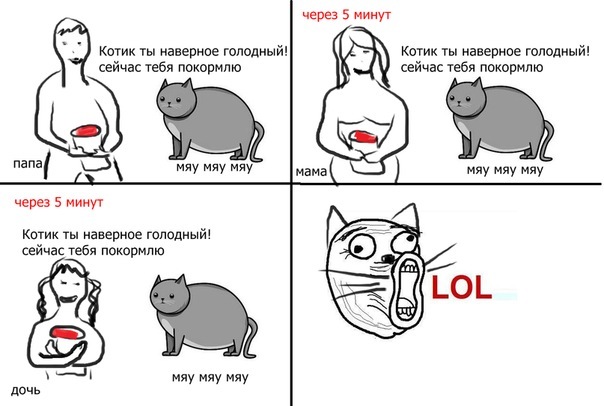 Котик ты наверное голодный!
сейчас тебя покормлю
папа
мяу мяу мяу
через 5 минут
Котик ты наверное голодный!
сейчас тебя покормлю
мама
мяу мяу мяу
через 5 минут
Котик ты наверное голодный!
сейчас тебя покормлю
мяу мяу мяу
дочь
LOL